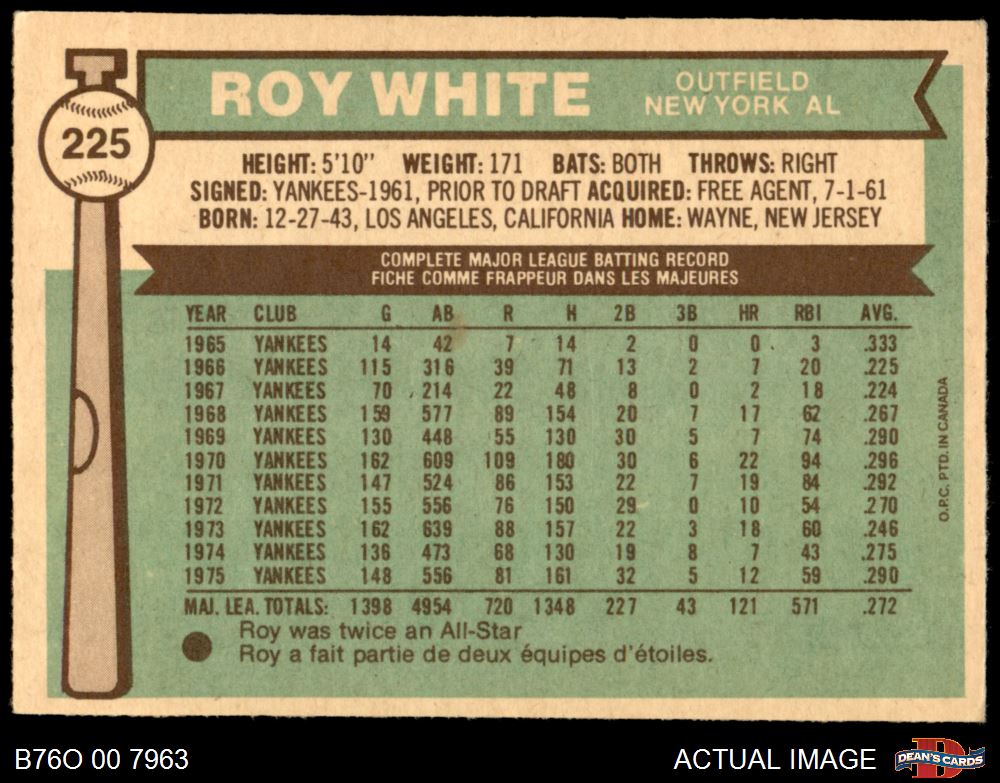 225
ROY WHITE OUTFIELD
NEW YORK AL
HEIGHT: 5'10" WEIGHT: 171 BATS: BOTH THROWS: RIGHT
SIGNED: YANKEES-1961, PRIOR TO DRAFT ACQUIRED: FREE AGENT, 7-1-61
BORN: 12-27-43, LOS ANGELES, CALIFORNIA HOME: WAYNE, NEW JERSEY
COMPLETE MAJOR LEAGUE BATTING RECORD
FICHE COMME FRAPPEUR DANS LES MAJEURES
YEAR CLUB G AB R H 2B 3B HR RBI AVG.
1965 YANKEES 14 42 7 14 2 0 0 3 .333
1966 YANKEES 115 316 39 71 13 2 7 20 .225
1967 YANKEES 70 214 22 48 8 0 2 18 .224
1968 YANKEES 159 577 89 154 20 7 17 62 .267
1969 YANKEES 130 448 55 130 30 5 7 74 .290
1970 YANKEES 162 609 109 180 30 6 22 94 .296
1971 YANKEES 147 524 86 153 22 7 19 84 .292
1972 YANKEES 155 556 76 150 29 0 10 54 .270
1973 YANKEES 162 639 88 157 22 3 18 60 .246
1974 YANKEES 136 473 68 130 19 8 7 43 .275
1975 YANKEES 148 556 81 161 32 5 12 59 .290
MAJ. LEA. TOTALS: 1398 4954 720 1348 227 43 121 571 .272
Roy was twice an All-Star
Roy a fait partie de deux équipes d'étoiles.
O.P.C. PTD. IN CANADA
B76O 00 7963
ACTUAL IMAGE
D
DEAN'S CARDS